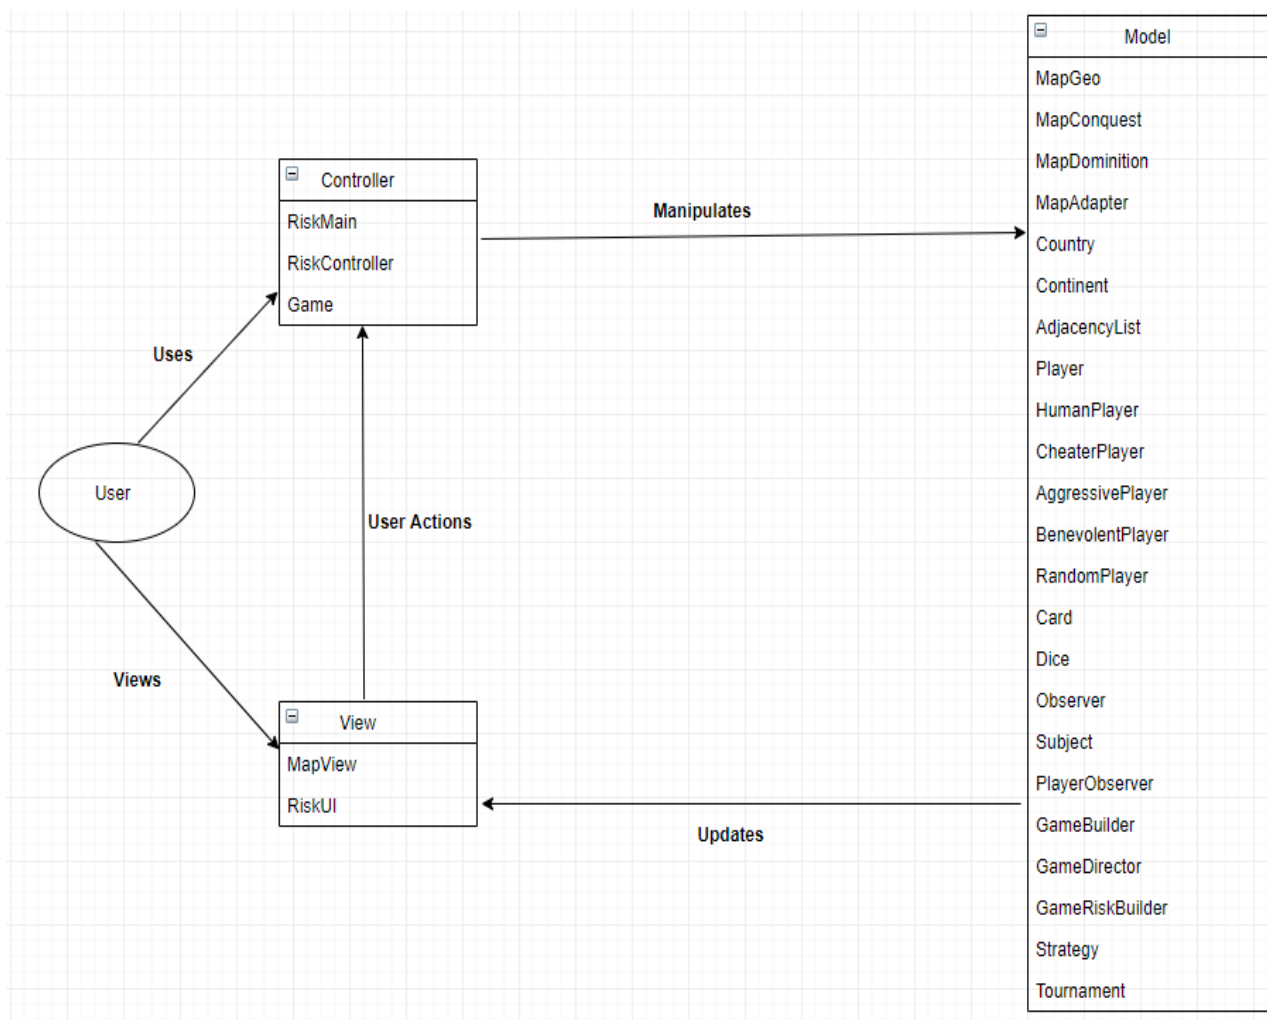 Model
MapGeo
MapConquest
MapDominition
MapAdapter
Country
Continent
AdjacencyList
Player
HumanPlayer
CheaterPlayer
AggressivePlayer
BenevolentPlayer
RandomPlayer
Card
Dice
Observer
Subject
PlayerObserver
GameBuilder
GameDirector
GameRiskBuilder
Strategy
Tournament
Controller
RiskMain
RiskController
Game
Manipulates
Uses
User
User Actions
Views
View
MapView
RiskUI
Updates